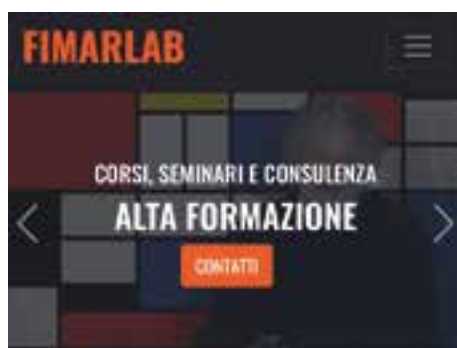 FIMARLAB
CORSI, SEMINARI E CONSULENZA
ALTA FORMAZIONE
CONTATTI